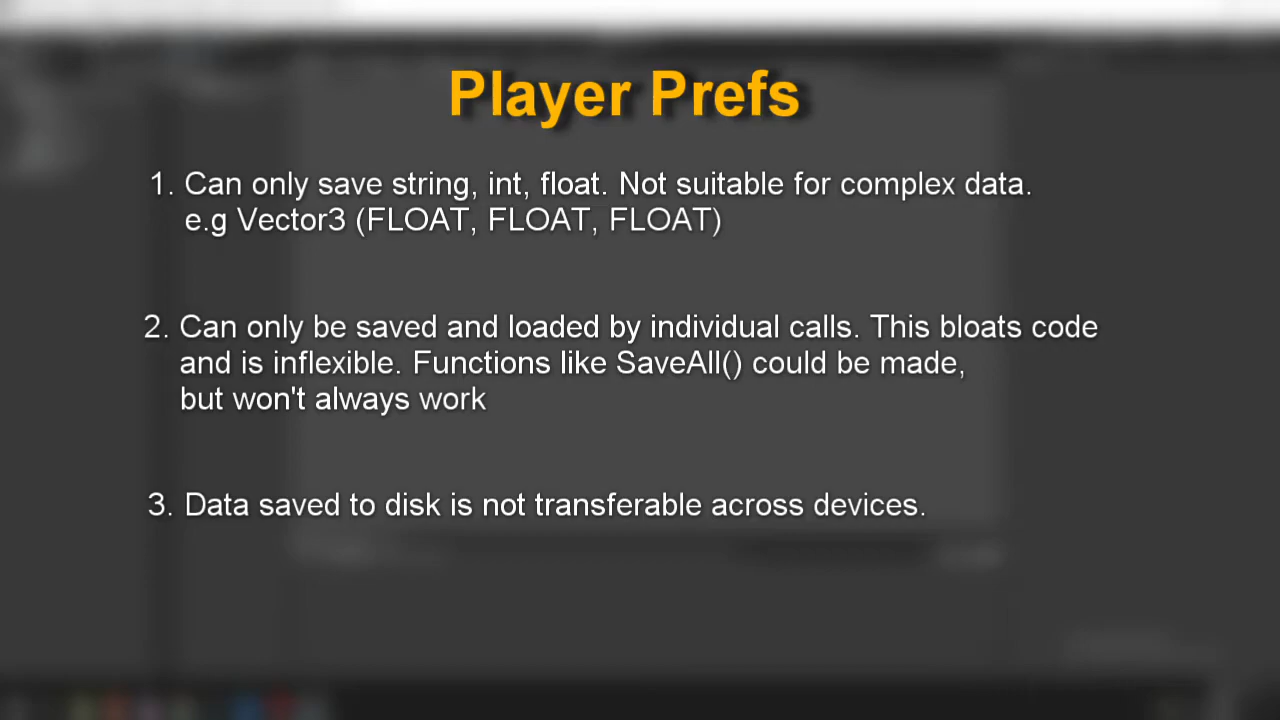 Player Prefs
1. Can only save string, int, float. Not suitable for complex data.
e.g Vector3 (FLOAT, FLOAT, FLOAT)
2. Can only be saved and loaded by individual calls. This bloats code
and is inflexible. Functions like SaveAll() could be made,
but won't always work
3. Data saved to disk is not transferable across devices.